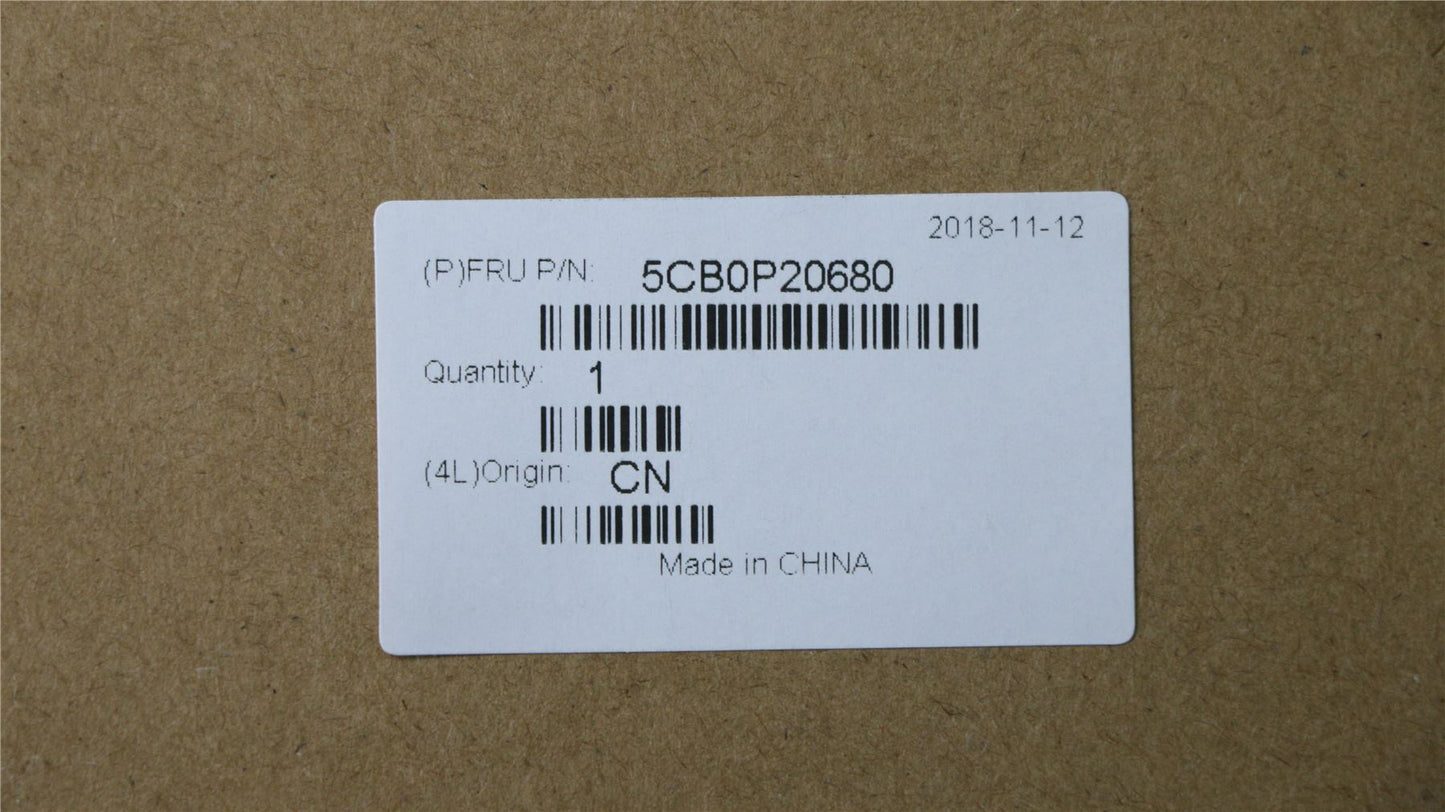 2018-11-12
(P)FRU P/N: 5CB0P20680
Quantity: 1
(4L)Origin: CN
Made in CHINA